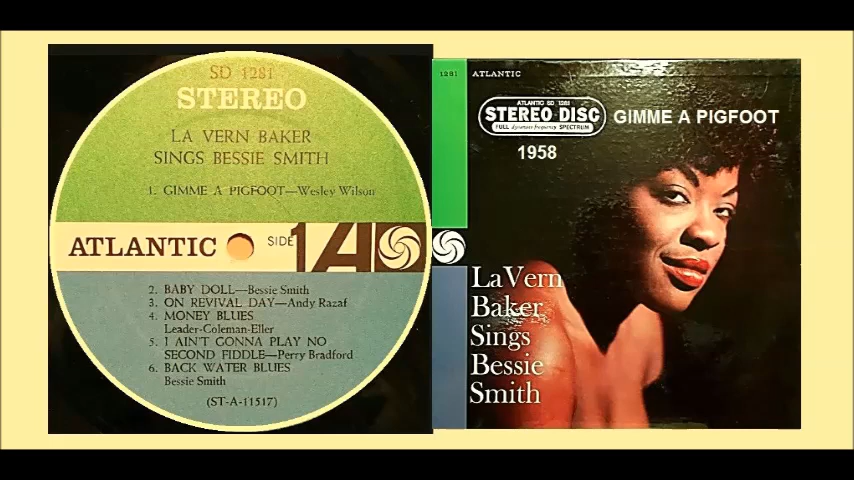 SD 1281
STEREO
LA VERN BAKER
SINGS BESSIE SMITH
1. GIMME A PIGFOOT—Wesley Wilson
ATLANTIC
SIDE 1
2. BABY DOLL—Bessie Smith
3. ON REVIVAL DAY—Andy Razaf
4. MONEY BLUES
Leader-Coleman-Eller
5. I AIN'T GONNA PLAY NO
SECOND FIDDLE—Perry Bradford
6. BACK WATER BLUES
Bessie Smith
(ST-A-11517)
1281 ATLANTIC
ATLANTIC SD 1281
STEREO DISC
FULL dynamics-frequency SPECTRUM
GIMME A PIGFOOT
1958
LaVern
Baker
Sings
Bessie
Smith